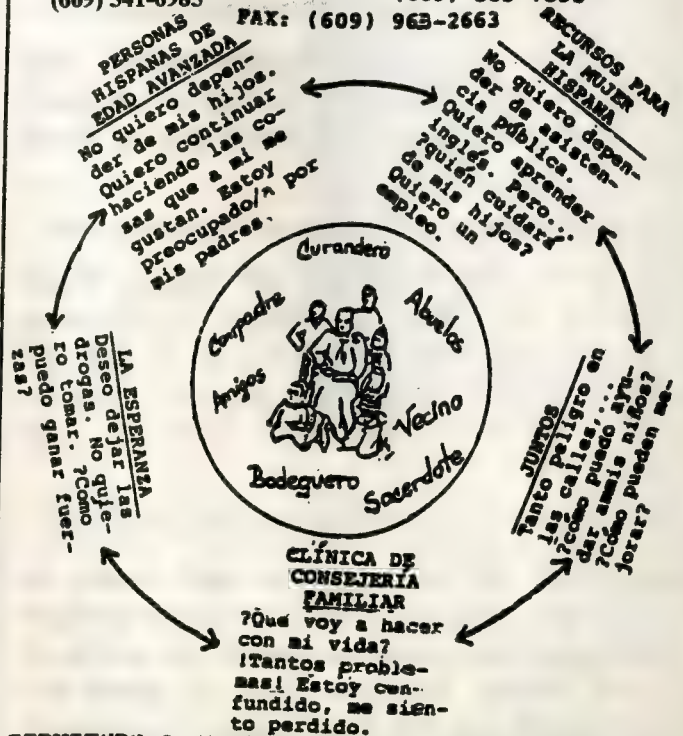 (609) 541-6985
FAX: (609) 963-2663
PERSONAS
HISPANAS DE
EDAD AVANZADA
No quiero depen-
der de mis hijos.
Quiero continuar
haciendo las co-
sas que a mi me
gustan. Estoy
preocupado/a por
mis padres.
RECURSOS PARA
LA MUJER
HISPANA
No quiero depen-
der de asisten-
cia pública.
Quiero aprender
inglés. Pero...
?quién cuidará
de mis hijos?
Quiero un
empleo.
Curandero
Compadre
Abuelos
Amigos
Vecino
Bodeguero
Sacerdote
LA ESPERANZA
Deseo dejar las
drogas. No quie-
ro tomar. ?Como
puedo ganar fuer-
zas?
JUNTOS
Tanto peligro en
las calles,...
?cómo puedo ayu-
dar amis niños?
?Cómo pueden me-
jorar?
CLÍNICA DE
CONSEJERÍA
FAMILIAR
?Qué voy a hacer
con mi vida?
!Tantos proble-
mas! Estoy con-
fundido, me sien-
to perdido.